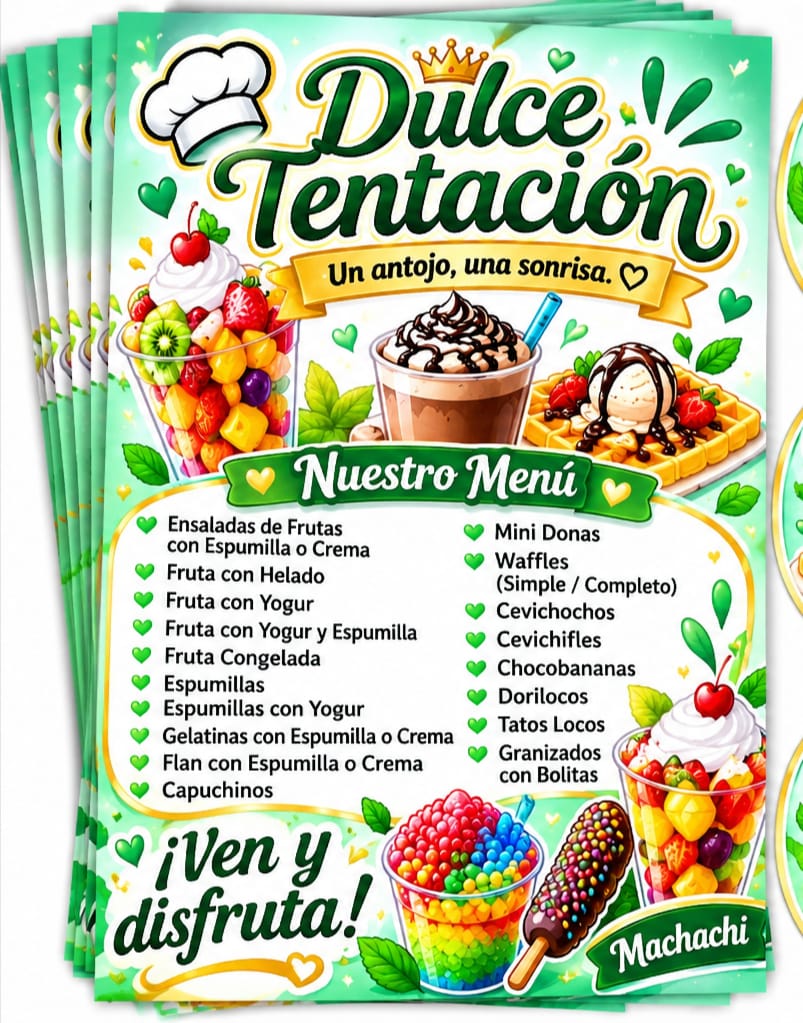 Dulce
Tentación
Un antojo, una sonrisa.
Nuestro Menú
Ensaladas de Frutas
con Espumilla o Crema
Fruta con Helado
Fruta con Yogur
Fruta con Yogur y Espumilla
Fruta Congelada
Espumillas
Espumillas con Yogur
Gelatinas con Espumilla o Crema
Flan con Espumilla o Crema
Capuchinos
Mini Donas
Waffles
(Simple / Completo)
Cevichochos
Cevichifles
Chocobananas
Dorilocos
Tatos Locos
Granizados
con Bolitas
¡Ven y
disfruta!
Machachi